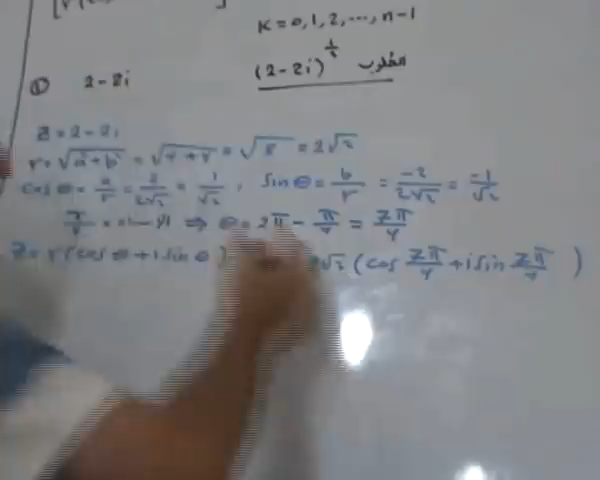 K = 0, 1, 2, ..., n-1
① 2-2i
(2-2i)^{1/2} المطلوب
Z = 2-2i
r = √a²+b² = √4+4 = √8 = 2√2
cos θ = a/r = 2/2√2 = 1/√2 , sin θ = b/r = -2/2√2 = -1/√2
⇒ θ = 2π - π/4 = 7π/4
Z = r(cos θ + i sin θ) 2√2 (cos 7π/4 + i sin 7π/4)